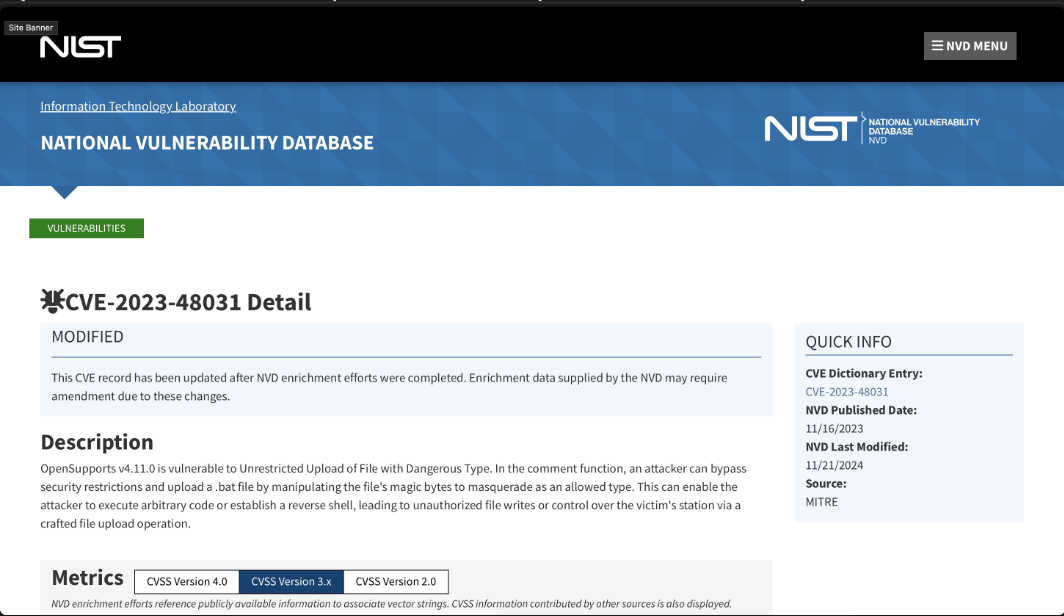 Site Banner
NIST
☰ NVD MENU
Information Technology Laboratory
NATIONAL VULNERABILITY DATABASE
NIST
NATIONAL VULNERABILITY
DATABASE
NVD
VULNERABILITIES
CVE-2023-48031 Detail
MODIFIED
This CVE record has been updated after NVD enrichment efforts were completed. Enrichment data supplied by the NVD may require
amendment due to these changes.
QUICK INFO
CVE Dictionary Entry:
CVE-2023-48031
NVD Published Date:
11/16/2023
NVD Last Modified:
11/21/2024
Source:
MITRE
Description
OpenSupports v4.11.0 is vulnerable to Unrestricted Upload of File with Dangerous Type. In the comment function, an attacker can bypass
security restrictions and upload a .bat file by manipulating the file's magic bytes to masquerade as an allowed type. This can enable the
attacker to execute arbitrary code or establish a reverse shell, leading to unauthorized file writes or control over the victim's station via a
crafted file upload operation.
Metrics CVSS Version 4.0 CVSS Version 3.x CVSS Version 2.0
NVD enrichment efforts reference publicly available information to associate vector strings. CVSS information contributed by other sources is also displayed.